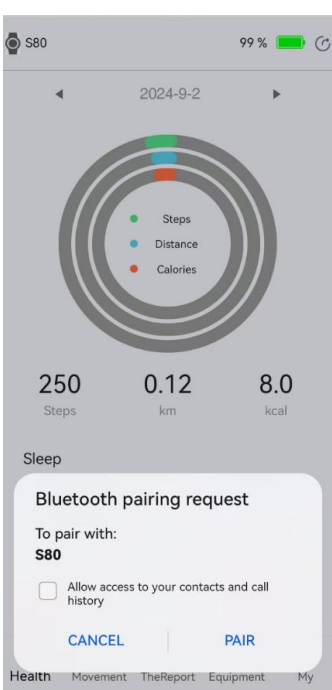 S80 99 %
2024-9-2
Steps
Distance
Calories
250 0.12 8.0
Steps km kcal
Sleep
Bluetooth pairing request
To pair with:
S80
Allow access to your contacts and call
history
CANCEL PAIR
Health Movement TheReport Equipment My